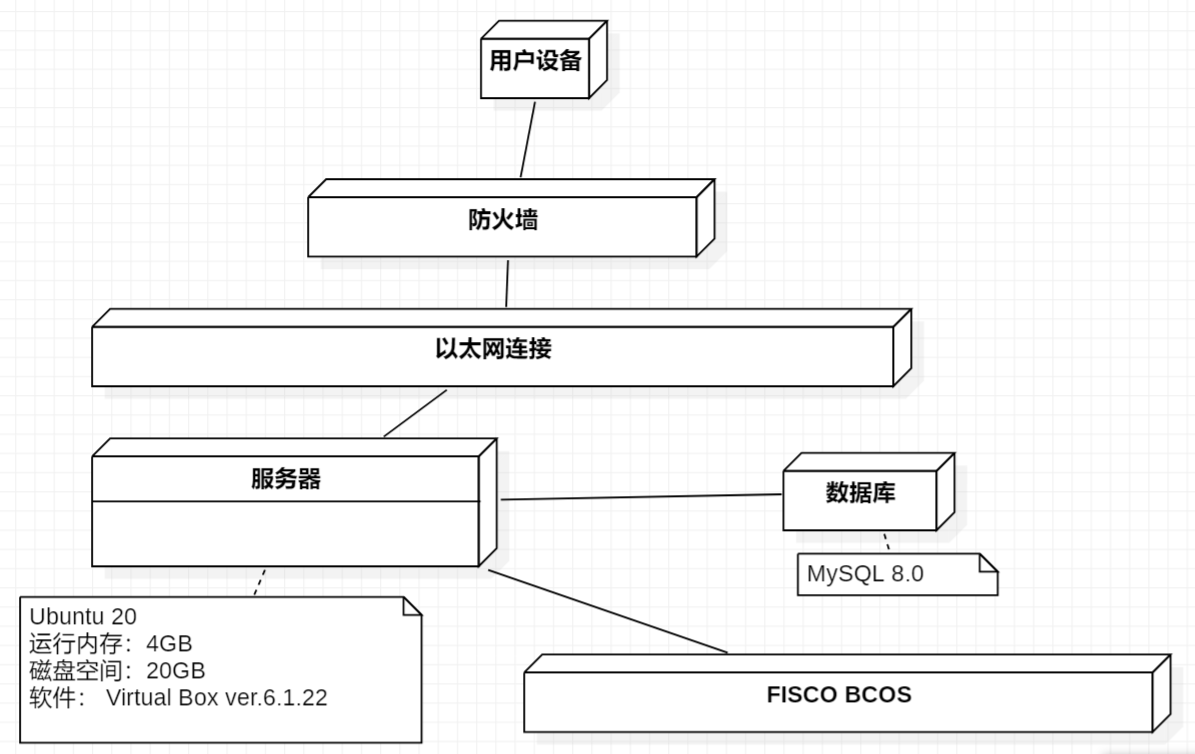 用户设备
防火墙
以太网连接
服务器
数据库
MySQL 8.0
Ubuntu 20
运行内存：4GB
磁盘空间：20GB
软件： Virtual Box ver.6.1.22
FISCO BCOS